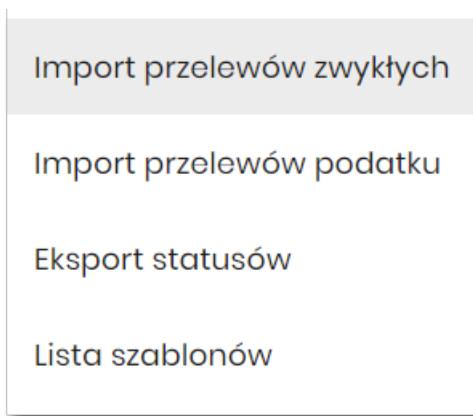 Import przelewów zwykłych
Import przelewów podatku
Eksport statusów
Lista szablonów